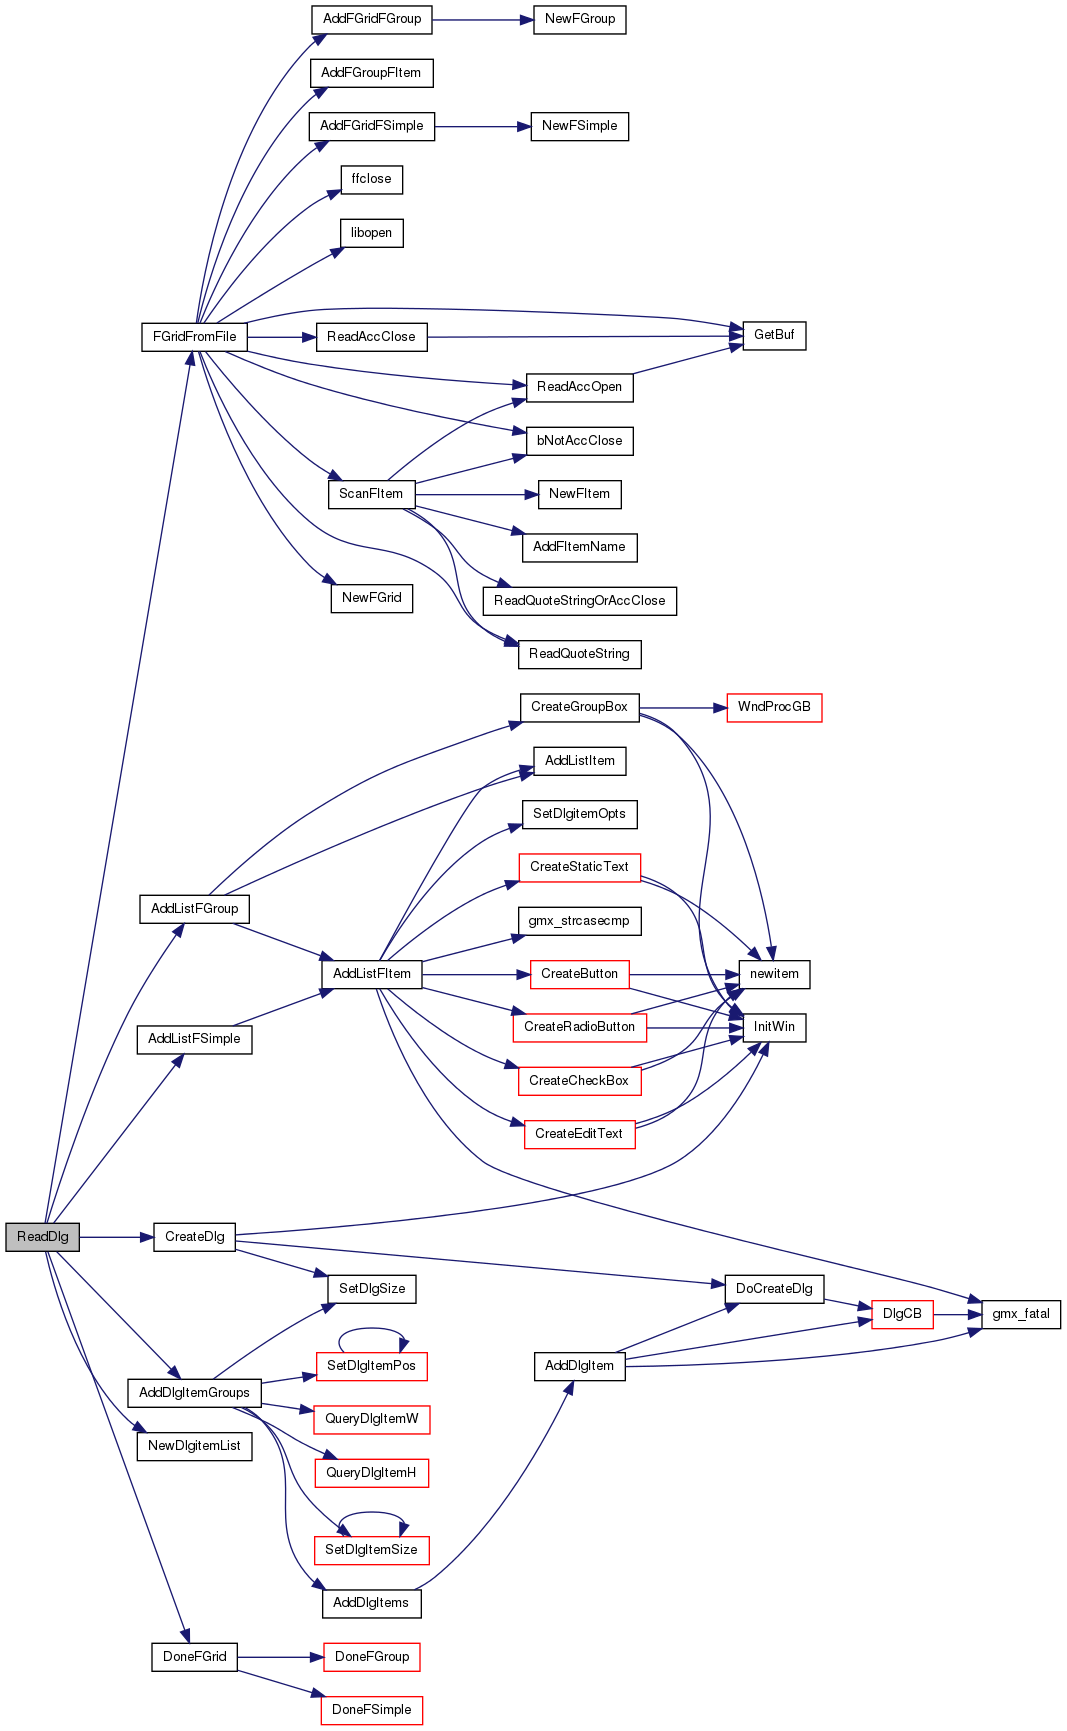 AddFGridFGroup
NewFGroup
AddFGroupFItem
AddFGridFSimple
NewFSimple
ffclose
libopen
FGridFromFile
ReadAccClose
GetBuf
ReadAccOpen
bNotAccClose
ScanFItem
NewFItem
AddFItemName
NewFGrid
ReadQuoteStringOrAccClose
ReadQuoteString
CreateGroupBox
WndProcGB
AddListItem
SetDlgitemOpts
CreateStaticText
AddListFGroup
gmx_strcasecmp
AddListFItem
CreateButton
newitem
CreateRadioButton
InitWin
AddListFSimple
CreateCheckBox
CreateEditText
ReadDlg
CreateDlg
SetDlgSize
DoCreateDlg
DlgCB
gmx_fatal
SetDlgItemPos
AddDlgItem
AddDlgItemGroups
QueryDlgItemW
NewDlgitemList
QueryDlgItemH
SetDlgItemSize
AddDlgItems
DoneFGrid
DoneFGroup
DoneFSimple